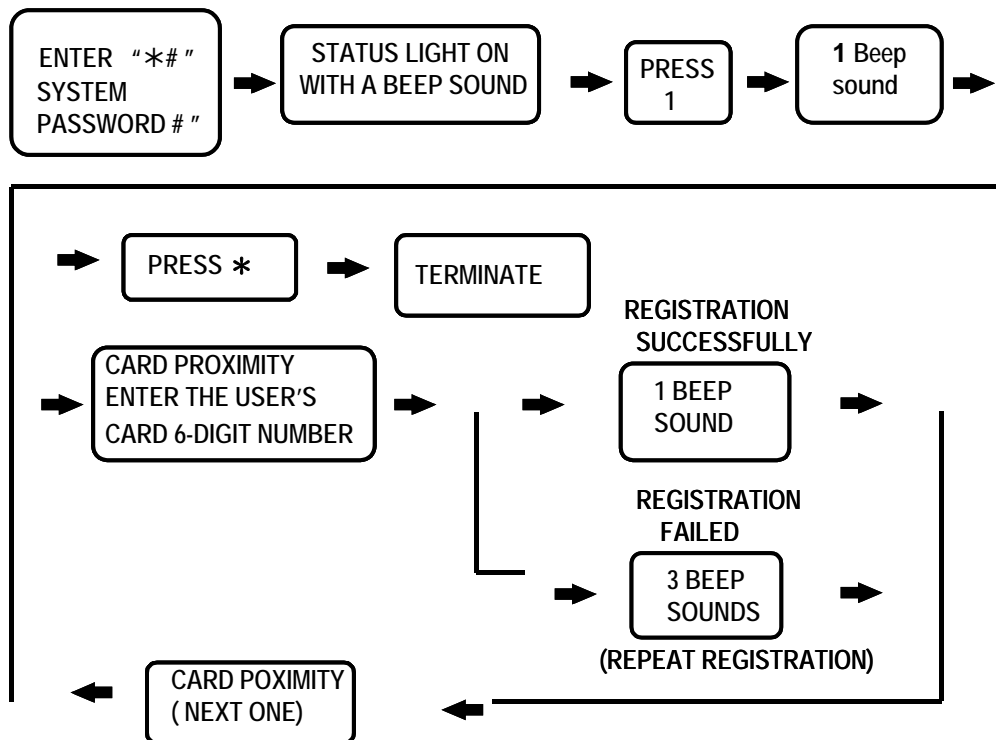 ENTER “*#”
SYSTEM
PASSWORD #”
STATUS LIGHT ON
WITH A BEEP SOUND
PRESS
1
1 Beep
sound
PRESS *
TERMINATE
CARD PROXIMITY
ENTER THE USER'S
CARD 6-DIGIT NUMBER
REGISTRATION
SUCCESSFULLY
1 BEEP
SOUND
REGISTRATION
FAILED
3 BEEP
SOUNDS
(REPEAT REGISTRATION)
CARD POXIMITY
( NEXT ONE)